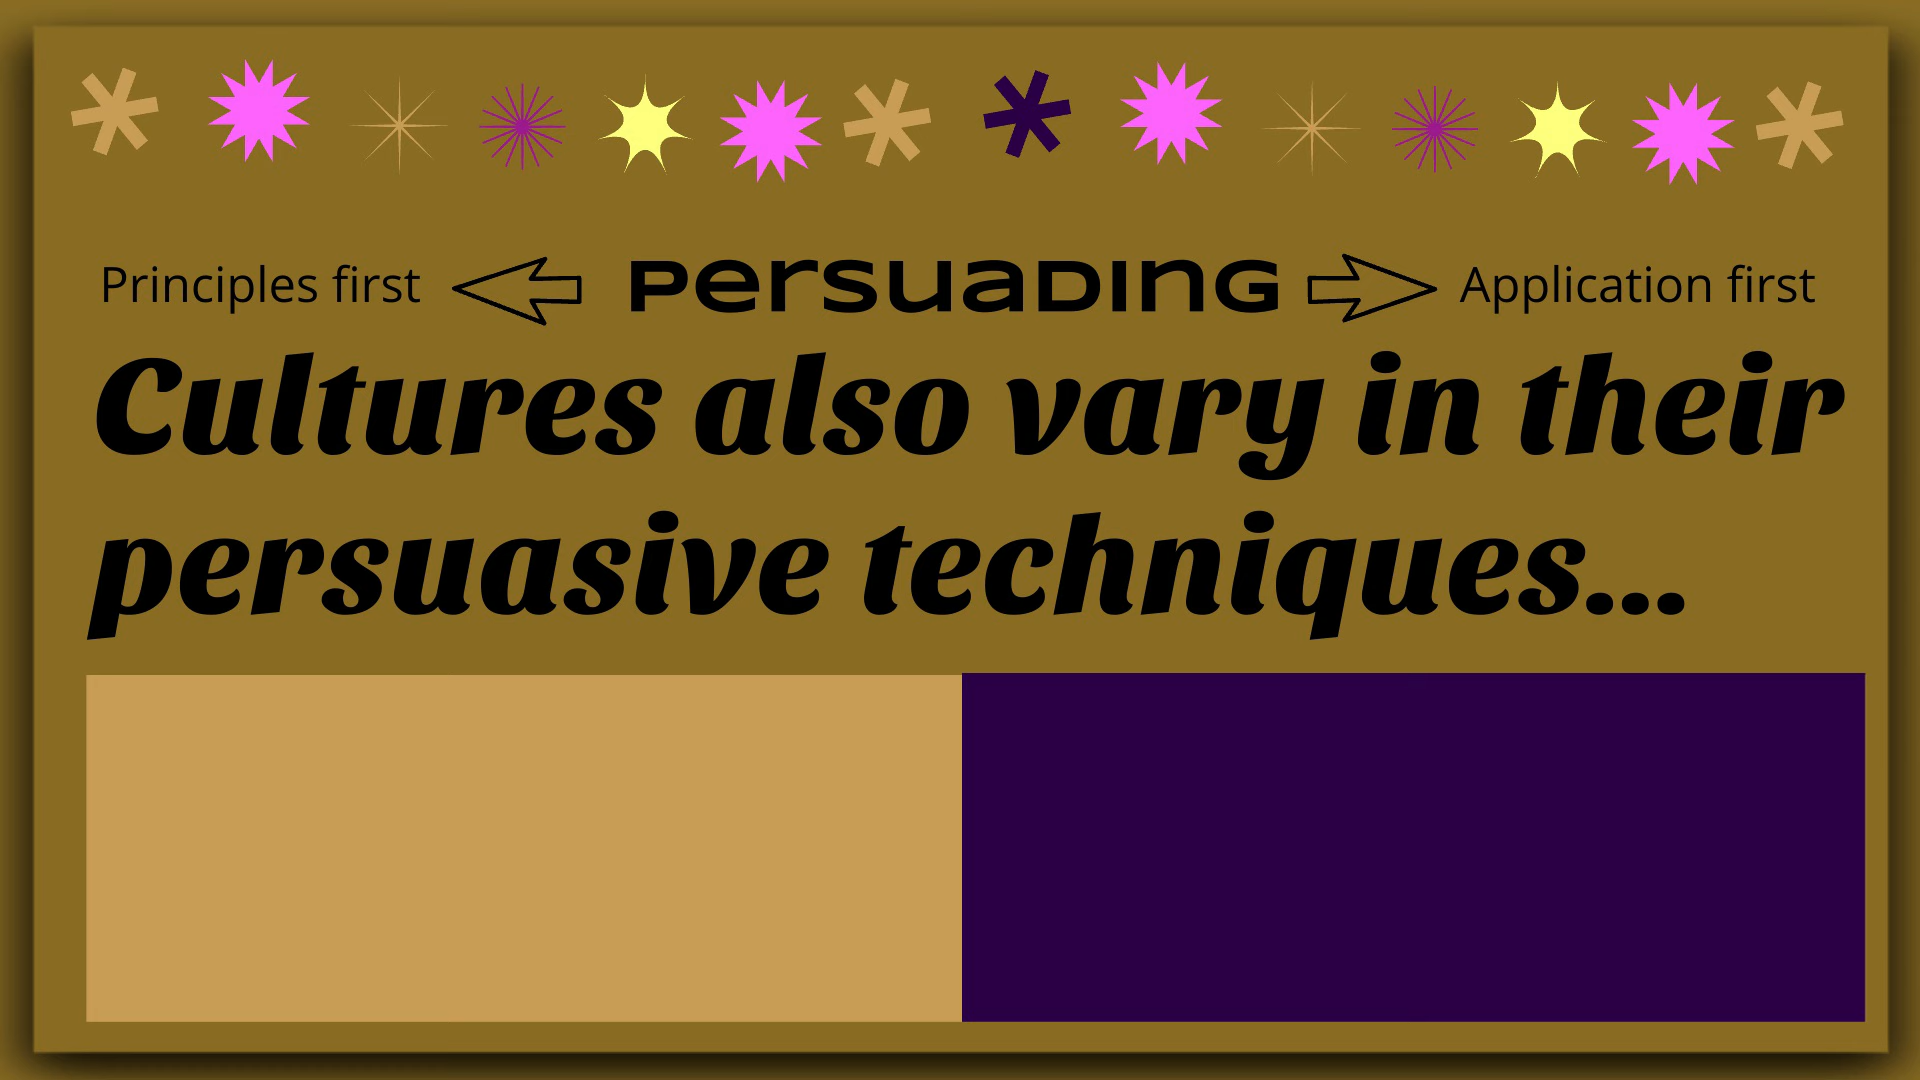 Principles first PersuaDING Application first
Cultures also vary in their
persuasive techniques...